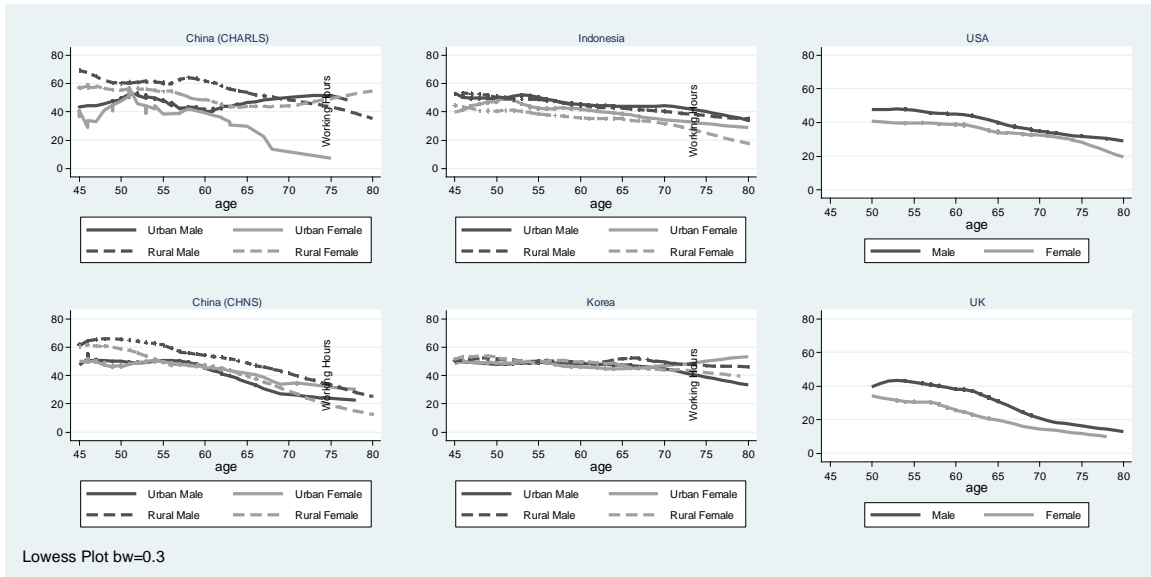 China (CHARLS)
80
60
40
20
0
Working Hours
45 50 55 60 65 70 75 80
age
Urban Male Urban Female
Rural Male Rural Female
Indonesia
80
60
40
20
0
Working Hours
45 50 55 60 65 70 75 80
age
Urban Male Urban Female
Rural Male Rural Female
USA
80
60
40
20
0
45 50 55 60 65 70 75 80
age
Male Female
China (CHNS)
80
60
40
20
0
Working Hours
45 50 55 60 65 70 75 80
age
Urban Male Urban Female
Rural Male Rural Female
Korea
80
60
40
20
0
Working Hours
45 50 55 60 65 70 75 80
age
Urban Male Urban Female
Rural Male Rural Female
UK
80
60
40
20
0
45 50 55 60 65 70 75 80
age
Male Female
Lowess Plot bw=0.3